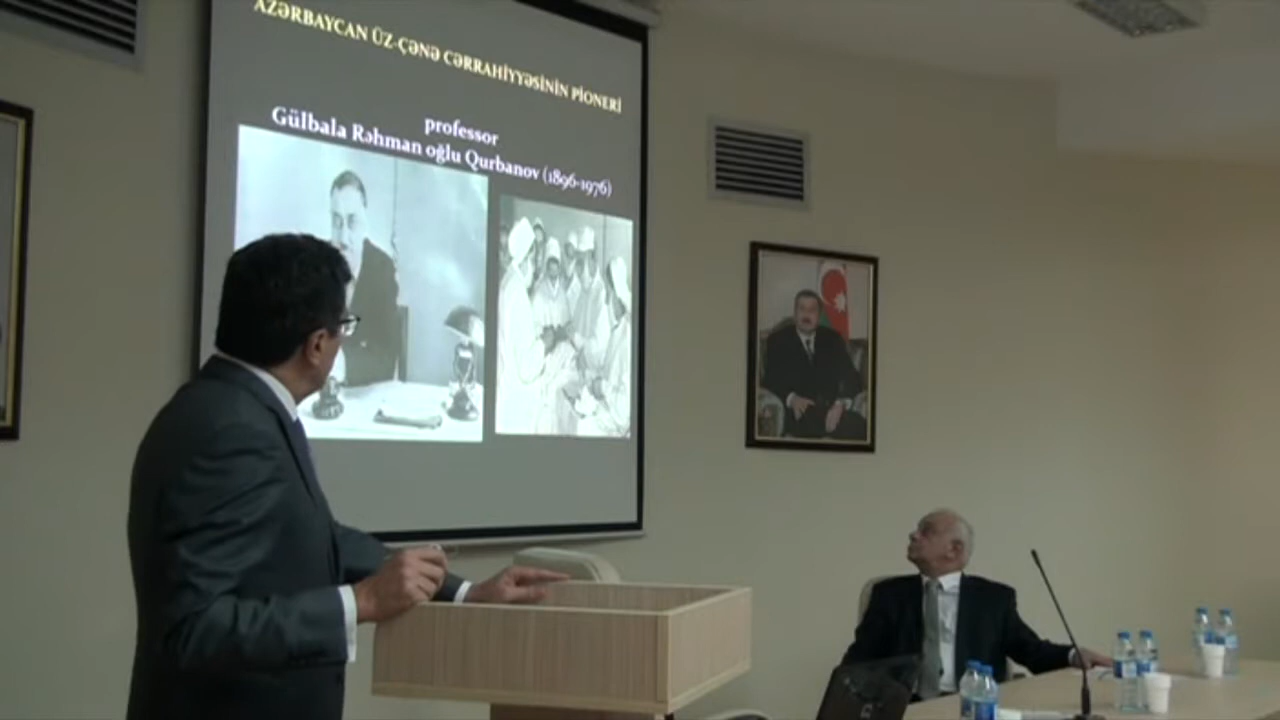 AZƏRBAYCAN ÜZ-ÇƏNƏ CƏRRAHİYYƏSİNİN PİONERİ
professor
Gülbala Rəhman oğlu Qurbanov (1896-1976)